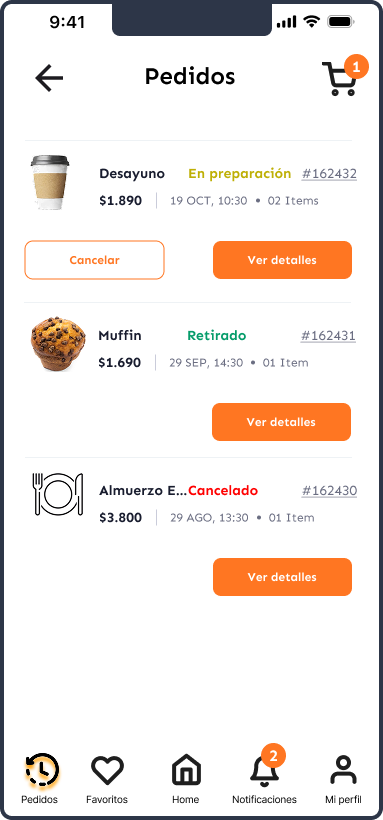 9:41
Pedidos
1
Desayuno En preparación #162432
$1.890 19 OCT, 10:30 • 02 Items
Cancelar Ver detalles
Muffin Retirado #162431
$1.690 29 SEP, 14:30 • 01 Item
Ver detalles
Almuerzo E...Cancelado #162430
$3.800 29 AGO, 13:30 • 01 Item
Ver detalles
2
Pedidos Favoritos Home Notificaciones Mi perfil